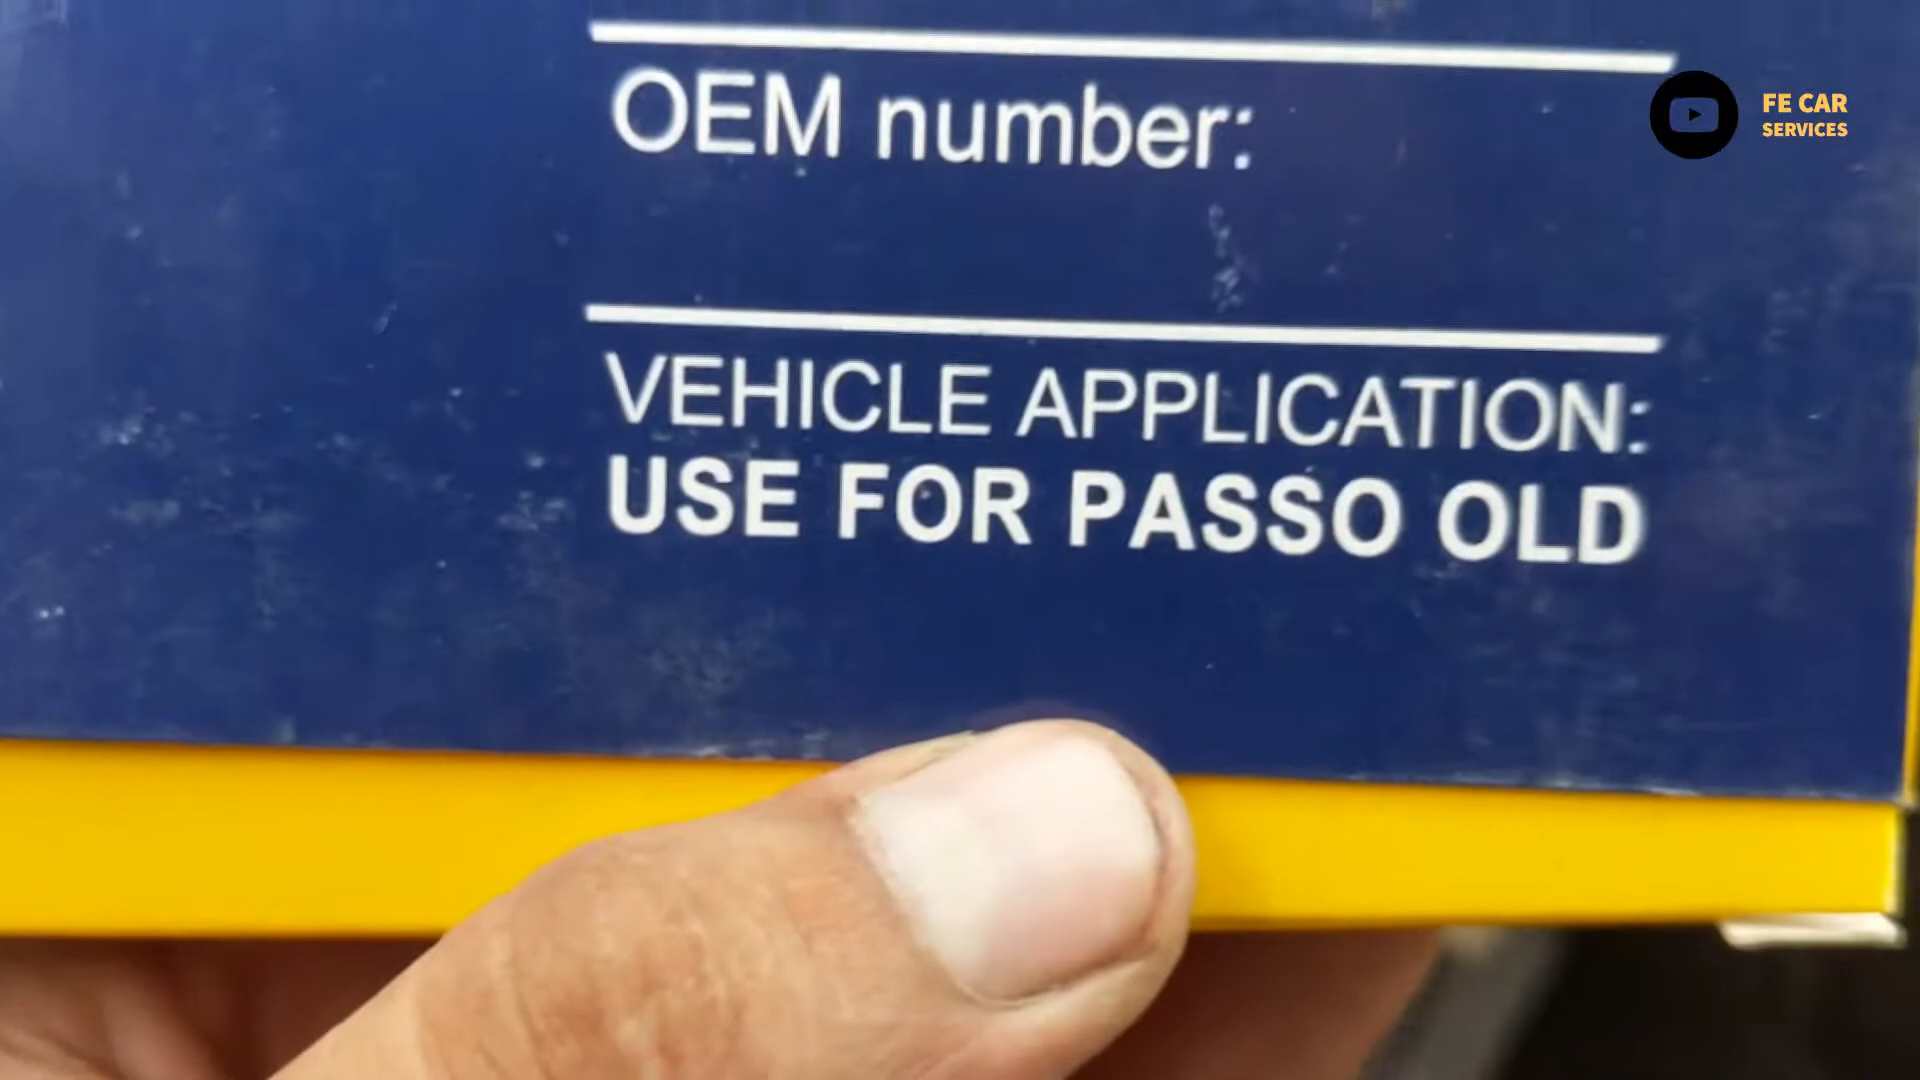 OEM number:
FE CAR
SERVICES
VEHICLE APPLICATION:
USE FOR PASSO OLD